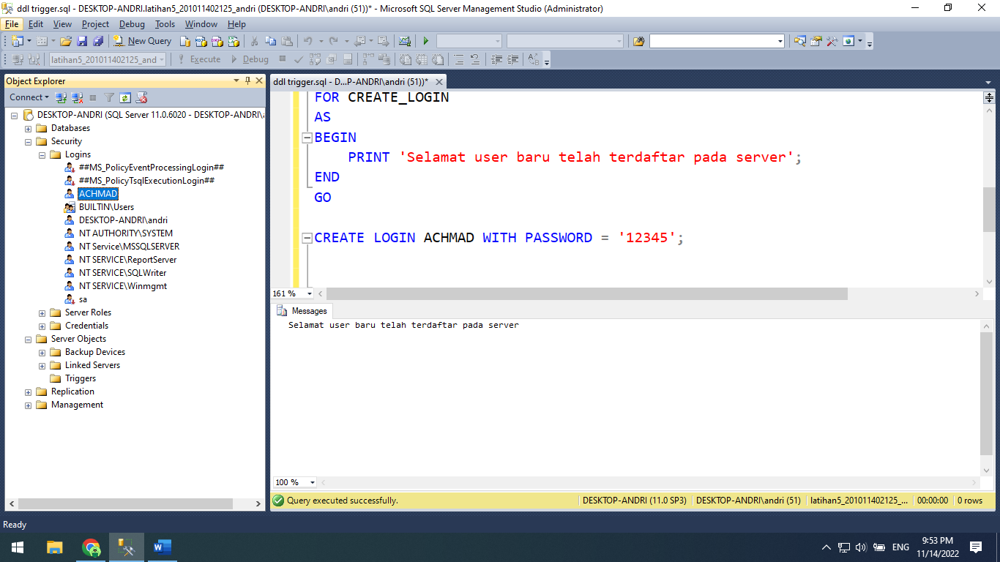 ddl trigger.sql - DESKTOP-ANDRI.latihan5_201011402125_andri (DESKTOP-ANDRI\andri (51))* - Microsoft SQL Server Management Studio (Administrator)
File Edit View Project Debug Tools Window Help
New Query
latihan5_201011402125_and Execute Debug
Object Explorer
Connect
DESKTOP-ANDRI (SQL Server 11.0.6020 - DESKTOP-ANDRI\
Databases
Security
Logins
##MS_PolicyEventProcessingLogin##
##MS_PolicyTsqlExecutionLogin##
ACHMAD
BUILTIN\Users
DESKTOP-ANDRI\andri
NT AUTHORITY\SYSTEM
NT Service\MSSQLSERVER
NT SERVICE\ReportServer
NT SERVICE\SQLWriter
NT SERVICE\Winmgmt
sa
Server Roles
Credentials
Server Objects
Backup Devices
Linked Servers
Triggers
Replication
Management
ddl trigger.sql - D...P-ANDRI\andri (51))*
FOR CREATE_LOGIN
AS
BEGIN
PRINT 'Selamat user baru telah terdaftar pada server';
END
GO
CREATE LOGIN ACHMAD WITH PASSWORD = '12345';
161 %
Messages
Selamat user baru telah terdaftar pada server
100 %
Query executed successfully. DESKTOP-ANDRI (11.0 SP3) DESKTOP-ANDRI\andri (51) latihan5_201011402125_... 00:00:00 0 rows
Ready
ENG
9:53 PM
11/14/2022